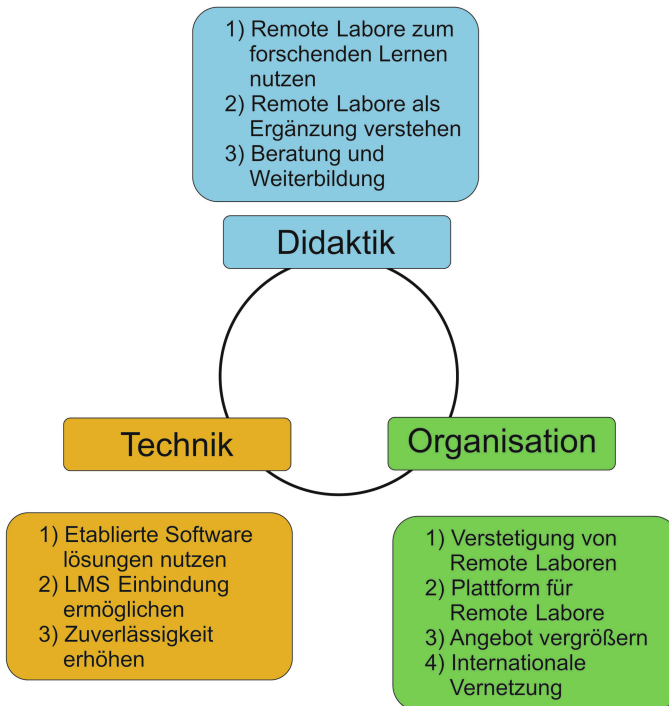 1) Remote Labore zum
forschenden Lernen
nutzen
2) Remote Labore als
Ergänzung verstehen
3) Beratung und
Weiterbildung
Didaktik
Technik
Organisation
1) Etablierte Software
lösungen nutzen
2) LMS Einbindung
ermöglichen
3) Zuverlässigkeit
erhöhen
1) Verstetigung von
Remote Laboren
2) Plattform für
Remote Labore
3) Angebot vergrößern
4) Internationale
Vernetzung